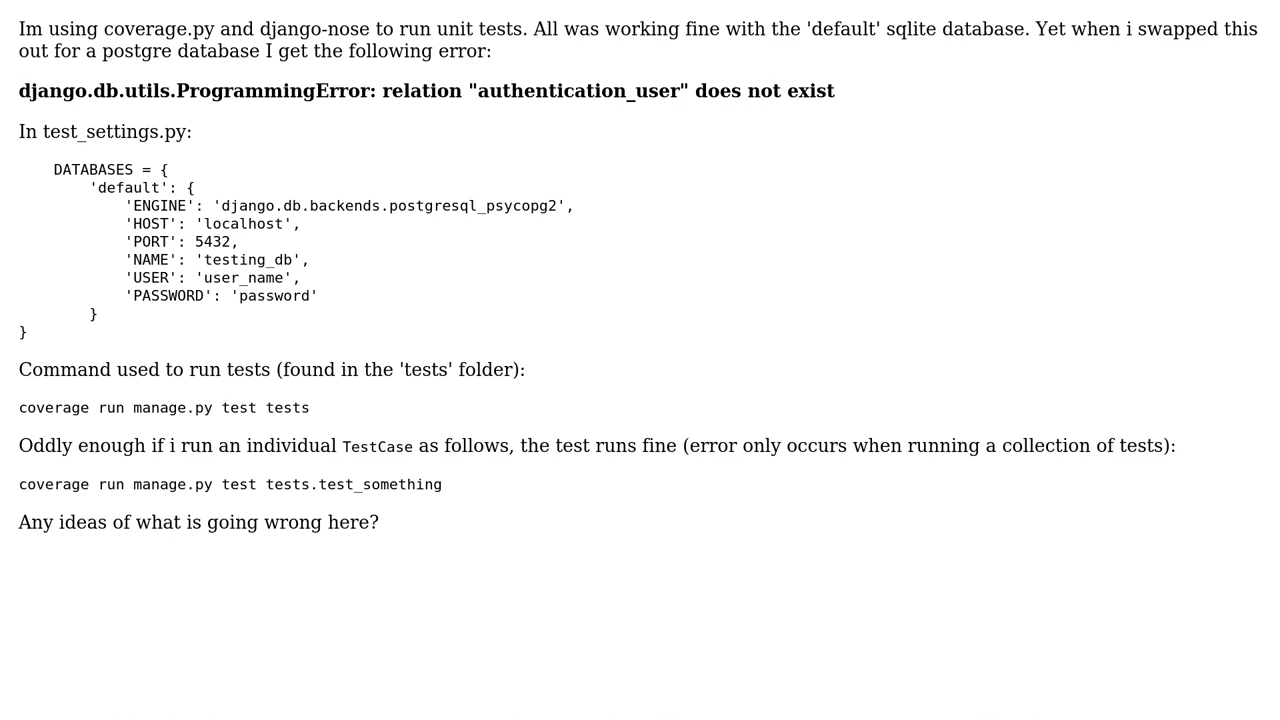 Im using coverage.py and django-nose to run unit tests. All was working fine with the 'default' sqlite database. Yet when i swapped this
out for a postgre database I get the following error:
django.db.utils.ProgrammingError: relation "authentication_user" does not exist
In test_settings.py:
    DATABASES = {
        'default': {
            'ENGINE': 'django.db.backends.postgresql_psycopg2',
            'HOST': 'localhost',
            'PORT': 5432,
            'NAME': 'testing_db',
            'USER': 'user_name',
            'PASSWORD': 'password'
        }
}
Command used to run tests (found in the 'tests' folder):
coverage run manage.py test tests
Oddly enough if i run an individual TestCase as follows, the test runs fine (error only occurs when running a collection of tests):
coverage run manage.py test tests.test_something
Any ideas of what is going wrong here?